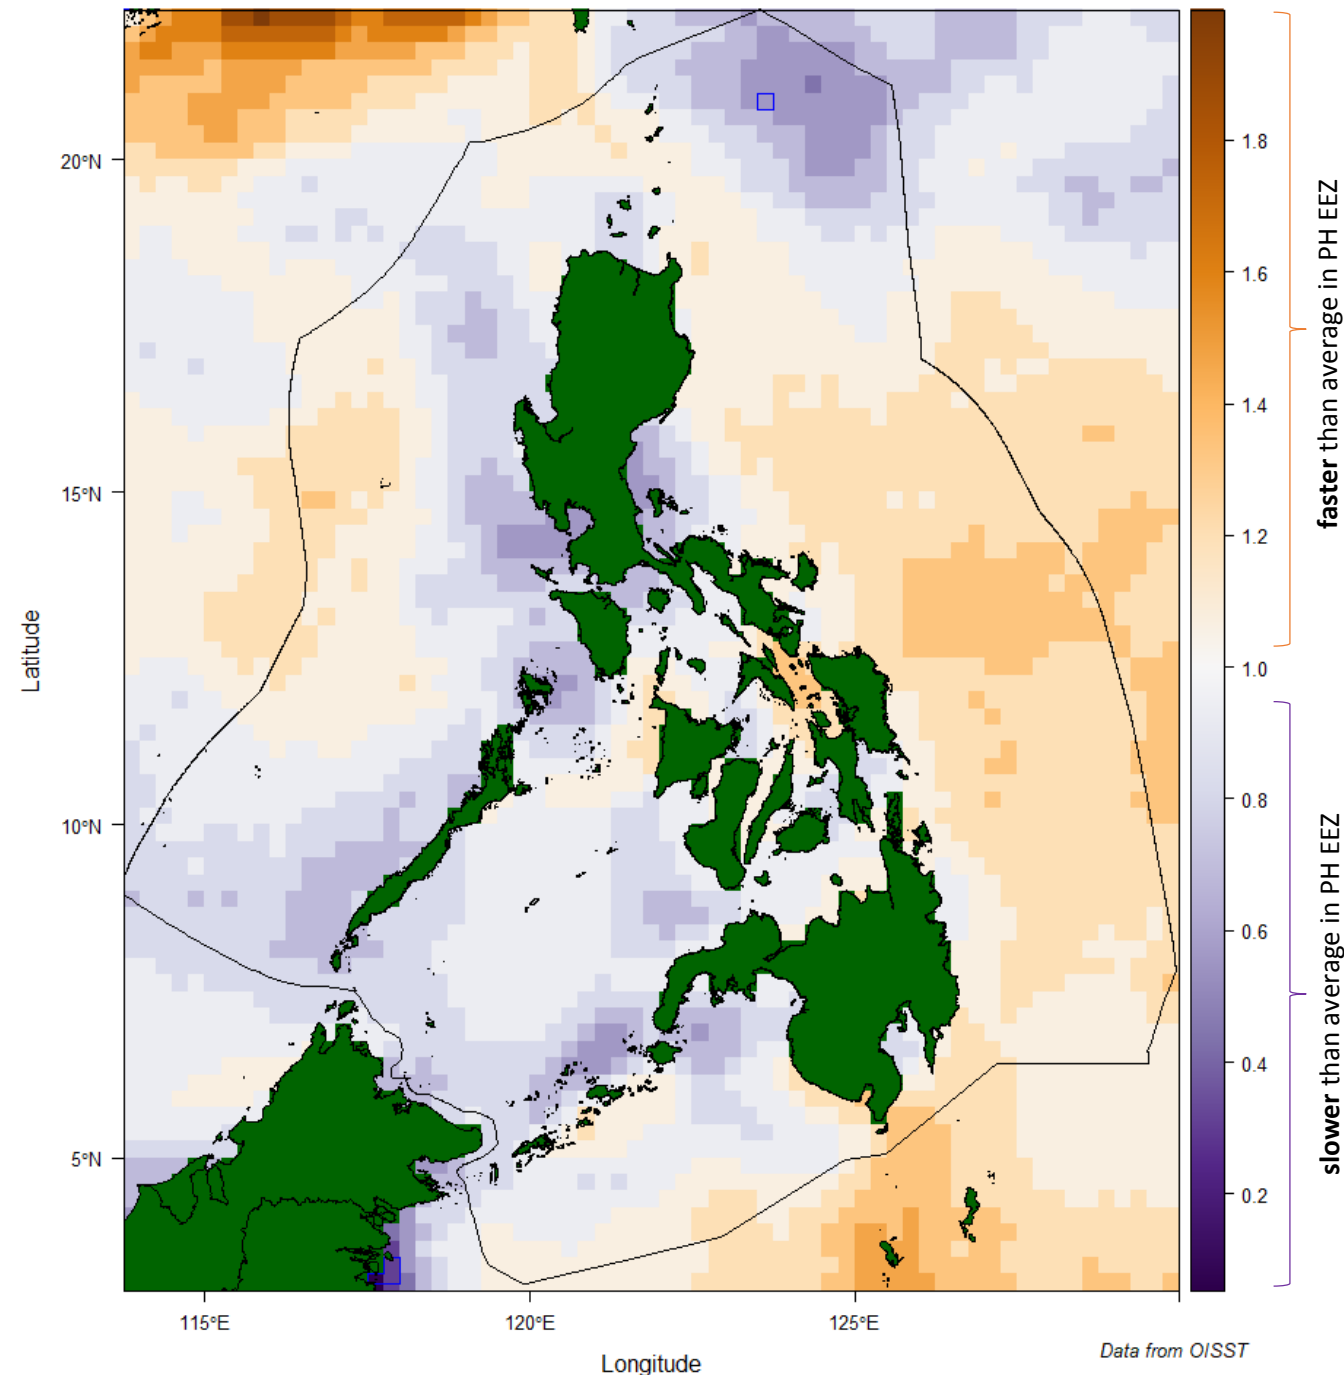 20°N
15°N
10°N
5°N
Latitude
115°E
120°E
125°E
Longitude
1.8
1.6
1.4
1.2
1.0
0.8
0.6
0.4
0.2
faster than average in PH EEZ
slower than average in PH EEZ
Data from OISST